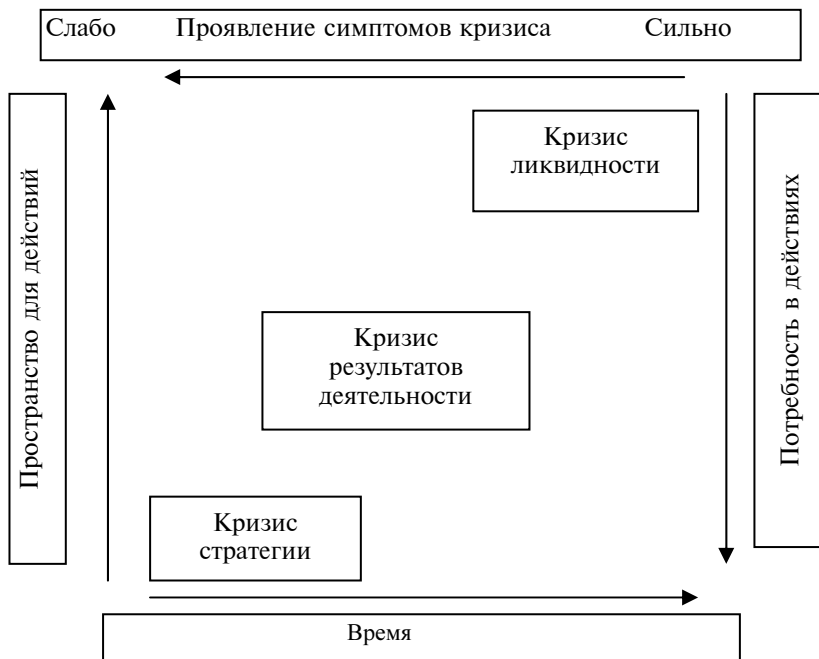 Слабо Проявление симптомов кризиса Сильно
Пространство для действий
Кризис
ликвидности
Потребность в действиях
Кризис
результатов
деятельности
Кризис
стратегии
Время